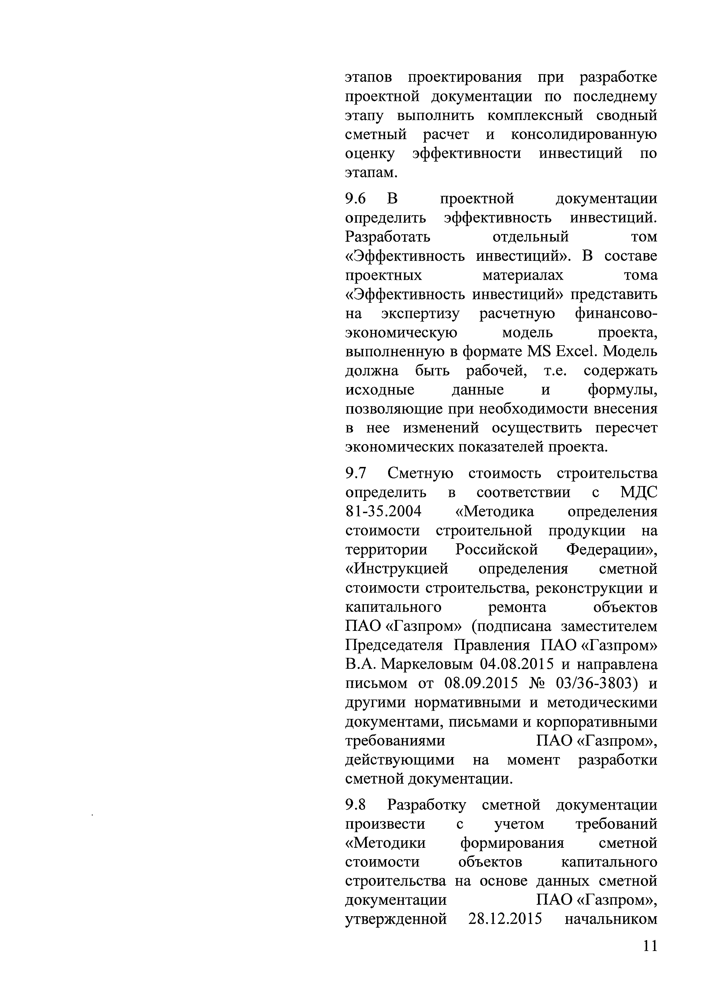 этапов проектирования при разработке
проектной документации по последнему
этапу выполнить комплексный сводный
сметный расчет и консолидированную
оценку эффективности инвестиций по
этапам.
9.6 В проектной документации
определить эффективность инвестиций.
Разработать отдельный том
«Эффективность инвестиций». В составе
проектных материалах тома
«Эффективность инвестиций» представить
на экспертизу расчетную финансово-
экономическую модель проекта,
выполненную в формате MS Excel. Модель
должна быть рабочей, т.е. содержать
исходные данные и формулы,
позволяющие при необходимости внесения
в нее изменений осуществить пересчет
экономических показателей проекта.
9.7 Сметную стоимость строительства
определить в соответствии с МДС
81-35.2004 «Методика определения
стоимости строительной продукции на
территории Российской Федерации»,
«Инструкцией определения сметной
стоимости строительства, реконструкции и
капитального ремонта объектов
ПАО «Газпром» (подписана заместителем
Председателя Правления ПАО «Газпром»
В.А. Маркеловым 04.08.2015 и направлена
письмом от 08.09.2015 № 03/36-3803) и
другими нормативными и методическими
документами, письмами и корпоративными
требованиями ПАО «Газпром»,
действующими на момент разработки
сметной документации.
9.8 Разработку сметной документации
произвести с учетом требований
«Методики формирования сметной
стоимости объектов капитального
строительства на основе данных сметной
документации ПАО «Газпром»,
утвержденной 28.12.2015 начальником
11